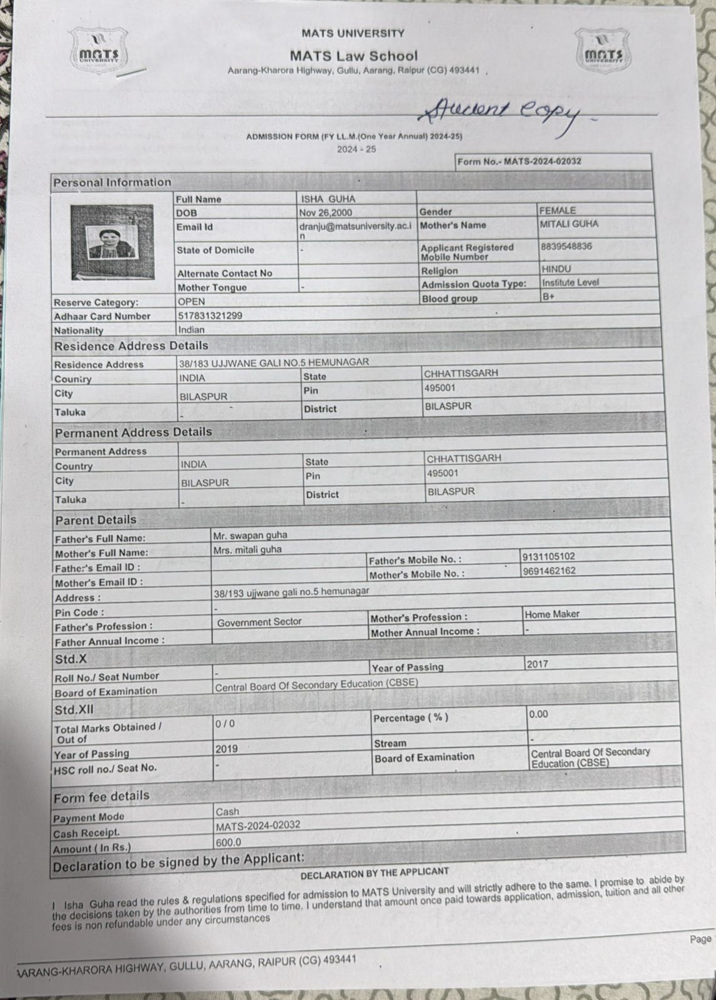 MATS
UNIVERSITY
MATS UNIVERSITY
MATS Law School
Aarang-Kharora Highway, Gullu, Aarang, Raipur (CG) 493441
MATS
UNIVERSITY
Student Copy
ADMISSION FORM (FY LL.M.(One Year Annual) 2024-25)
2024 - 25
Form No.- MATS-2024-02032
Personal Information
Full Name ISHA GUHA
DOB Nov 26,2000 Gender FEMALE
Email Id dranju@matsuniversity.ac.i Mother's Name MITALI GUHA
n
State of Domicile - Applicant Registered 8839548836
Mobile Number
Alternate Contact No Religion HINDU
Mother Tongue - Admission Quota Type: Institute Level
Reserve Category: OPEN Blood group B+
Adhaar Card Number 517831321299
Nationality Indian
Residence Address Details
Residence Address 38/183 UJJWANE GALI NO.5 HEMUNAGAR
Country INDIA State CHHATTISGARH
City BILASPUR Pin 495001
Taluka - District BILASPUR
Permanent Address Details
Permanent Address
Country INDIA State CHHATTISGARH
City BILASPUR Pin 495001
Taluka - District BILASPUR
Parent Details
Father's Full Name: Mr. swapan guha
Mother's Full Name: Mrs. mitali guha
Father's Email ID : Father's Mobile No. : 9131105102
Mother's Email ID : Mother's Mobile No. : 9691462162
Address : 38/183 ujjwane gali no.5 hemunagar
Pin Code : -
Father's Profession : Government Sector Mother's Profession : Home Maker
Father Annual Income : Mother Annual Income : -
Std.X
Roll No./ Seat Number - Year of Passing 2017
Board of Examination Central Board Of Secondary Education (CBSE)
Std.XII
Total Marks Obtained / 0 / 0 Percentage ( % ) 0.00
Out of
Year of Passing 2019 Stream -
HSC roll no./ Seat No. - Board of Examination Central Board Of Secondary
Education (CBSE)
Form fee details
Payment Mode Cash
Cash Receipt. MATS-2024-02032
Amount ( In Rs.) 600.0
Declaration to be signed by the Applicant:
DECLARATION BY THE APPLICANT
I Isha Guha read the rules & regulations specified for admission to MATS University and will strictly adhere to the same. I promise to abide by
the decisions taken by the authorities from time to time. I understand that amount once paid towards application, admission, tuition and all other
fees is non refundable under any circumstances
Page
AARANG-KHARORA HIGHWAY, GULLU, AARANG, RAIPUR (CG) 493441